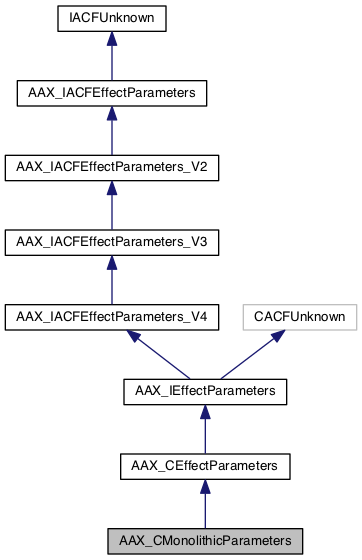 IACFUnknown
AAX_IACFEffectParameters
AAX_IACFEffectParameters_V2
AAX_IACFEffectParameters_V3
AAX_IACFEffectParameters_V4
CACFUnknown
AAX_IEffectParameters
AAX_CEffectParameters
AAX_CMonolithicParameters